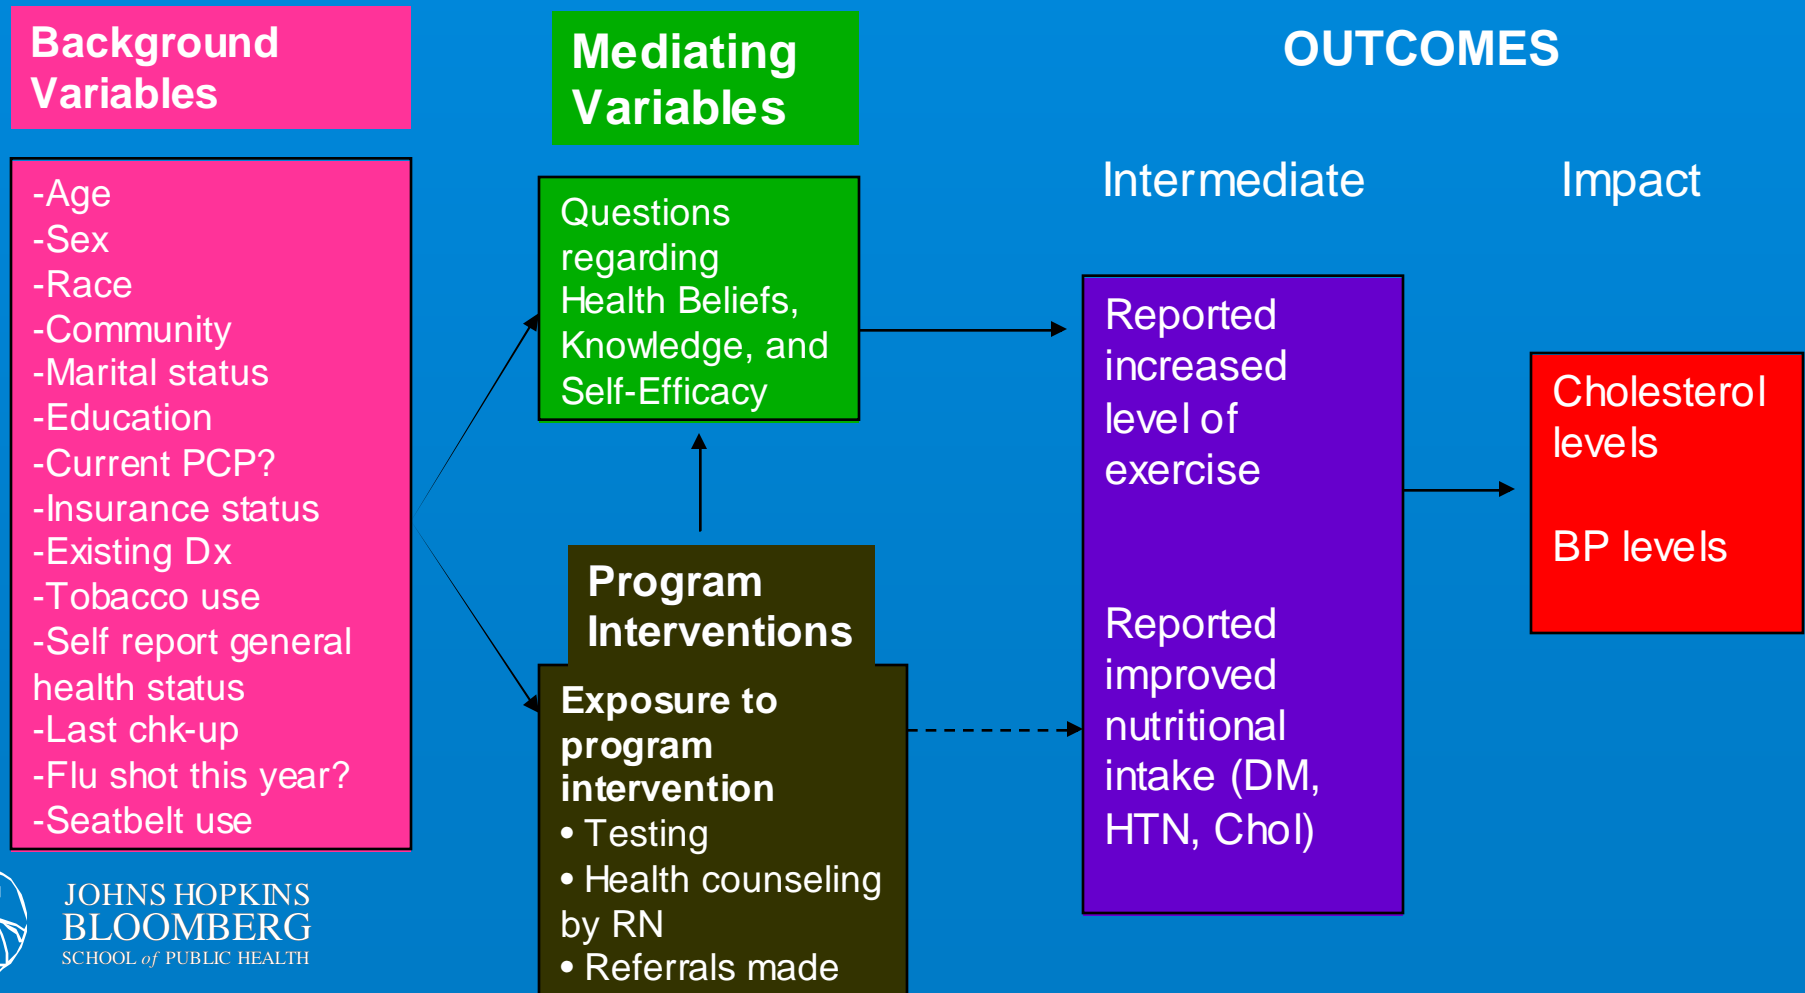 Background
Variables
-Age
-Sex
-Race
-Community
-Marital status
-Education
-Current PCP?
-Insurance status
-Existing Dx
-Tobacco use
-Self report general
health status
-Last chk-up
-Flu shot this year?
-Seatbelt use
Mediating
Variables
Questions
regarding
Health Beliefs,
Knowledge, and
Self-Efficacy
Program
Interventions
Exposure to
program
intervention
• Testing
• Health counseling
by RN
• Referrals made
OUTCOMES
Intermediate
Impact
Reported
increased
level of
exercise
Reported
improved
nutritional
intake (DM,
HTN, Chol)
Cholesterol
levels
BP levels
JOHNS HOPKINS
BLOOMBERG
SCHOOL of PUBLIC HEALTH